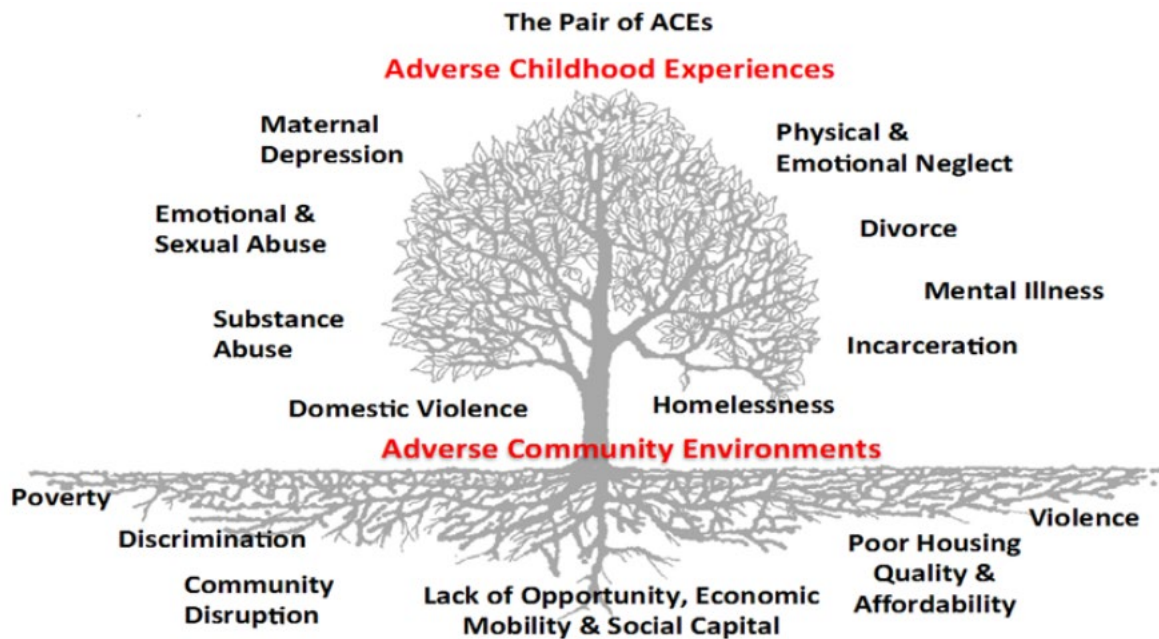 The Pair of ACEs
Adverse Childhood Experiences
Maternal
Depression
Physical &
Emotional Neglect
Emotional &
Sexual Abuse
Divorce
Mental Illness
Substance
Abuse
Incarceration
Domestic Violence
Homelessness
Adverse Community Environments
Poverty
Violence
Discrimination
Poor Housing
Quality &
Affordability
Community
Disruption
Lack of Opportunity, Economic
Mobility & Social Capital